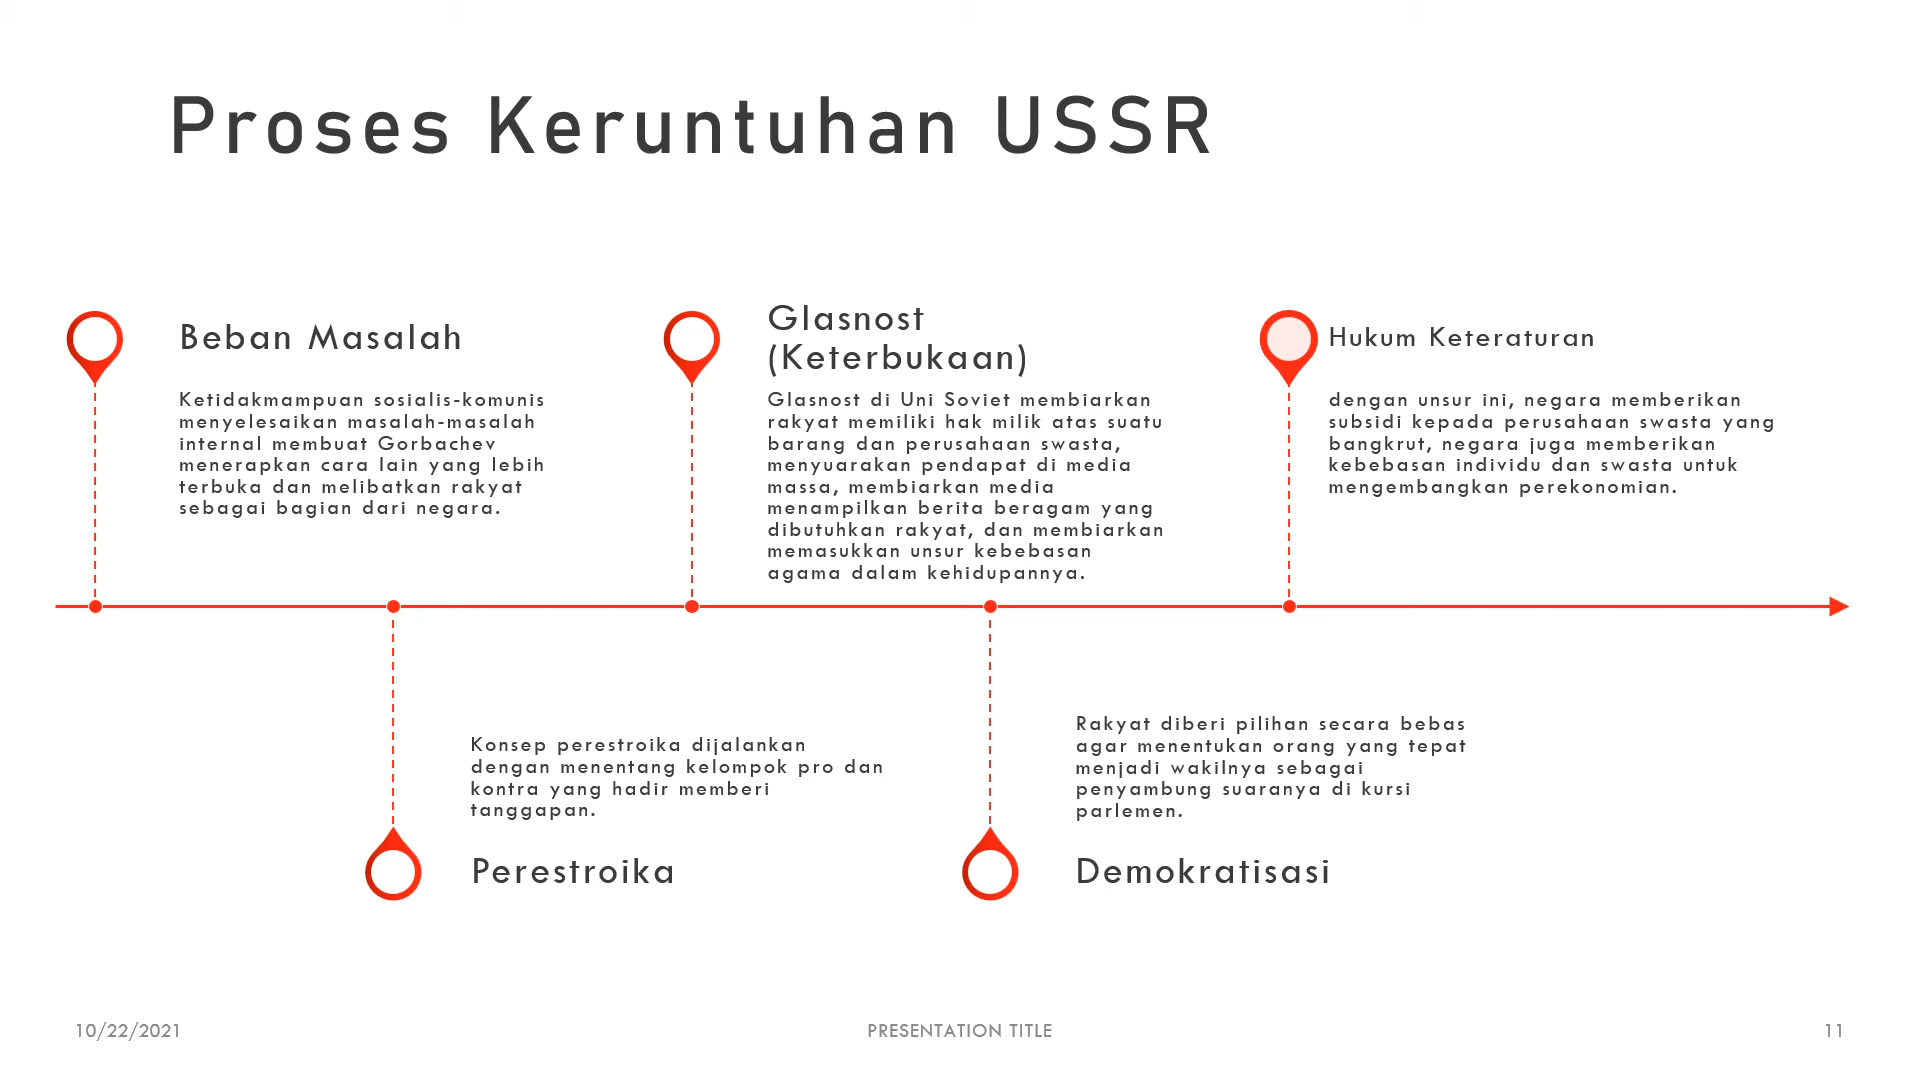 Proses Keruntuhan USSR
Beban Masalah
Ketidakmampuan sosialis-komunis
menyelesaikan masalah-masalah
internal membuat Gorbachev
menerapkan cara lain yang lebih
terbuka dan melibatkan rakyat
sebagai bagian dari negara.
Glasnost
(Keterbukaan)
Glasnost di Uni Soviet membiarkan
rakyat memiliki hak milik atas suatu
barang dan perusahaan swasta,
menyuarakan pendapat di media
massa, membiarkan media
menampilkan berita beragam yang
dibutuhkan rakyat, dan membiarkan
memasukkan unsur kebebasan
agama dalam kehidupannya.
Hukum Keteraturan
dengan unsur ini, negara memberikan
subsidi kepada perusahaan swasta yang
bangkrut, negara juga memberikan
kebebasan individu dan swasta untuk
mengembangkan perekonomian.
Konsep perestroika dijalankan
dengan menentang kelompok pro dan
kontra yang hadir memberi
tanggapan.
Perestroika
Rakyat diberi pilihan secara bebas
agar menentukan orang yang tepat
menjadi wakilnya sebagai
penyambung suaranya di kursi
parlemen.
Demokratisasi
10/22/2021
PRESENTATION TITLE
11